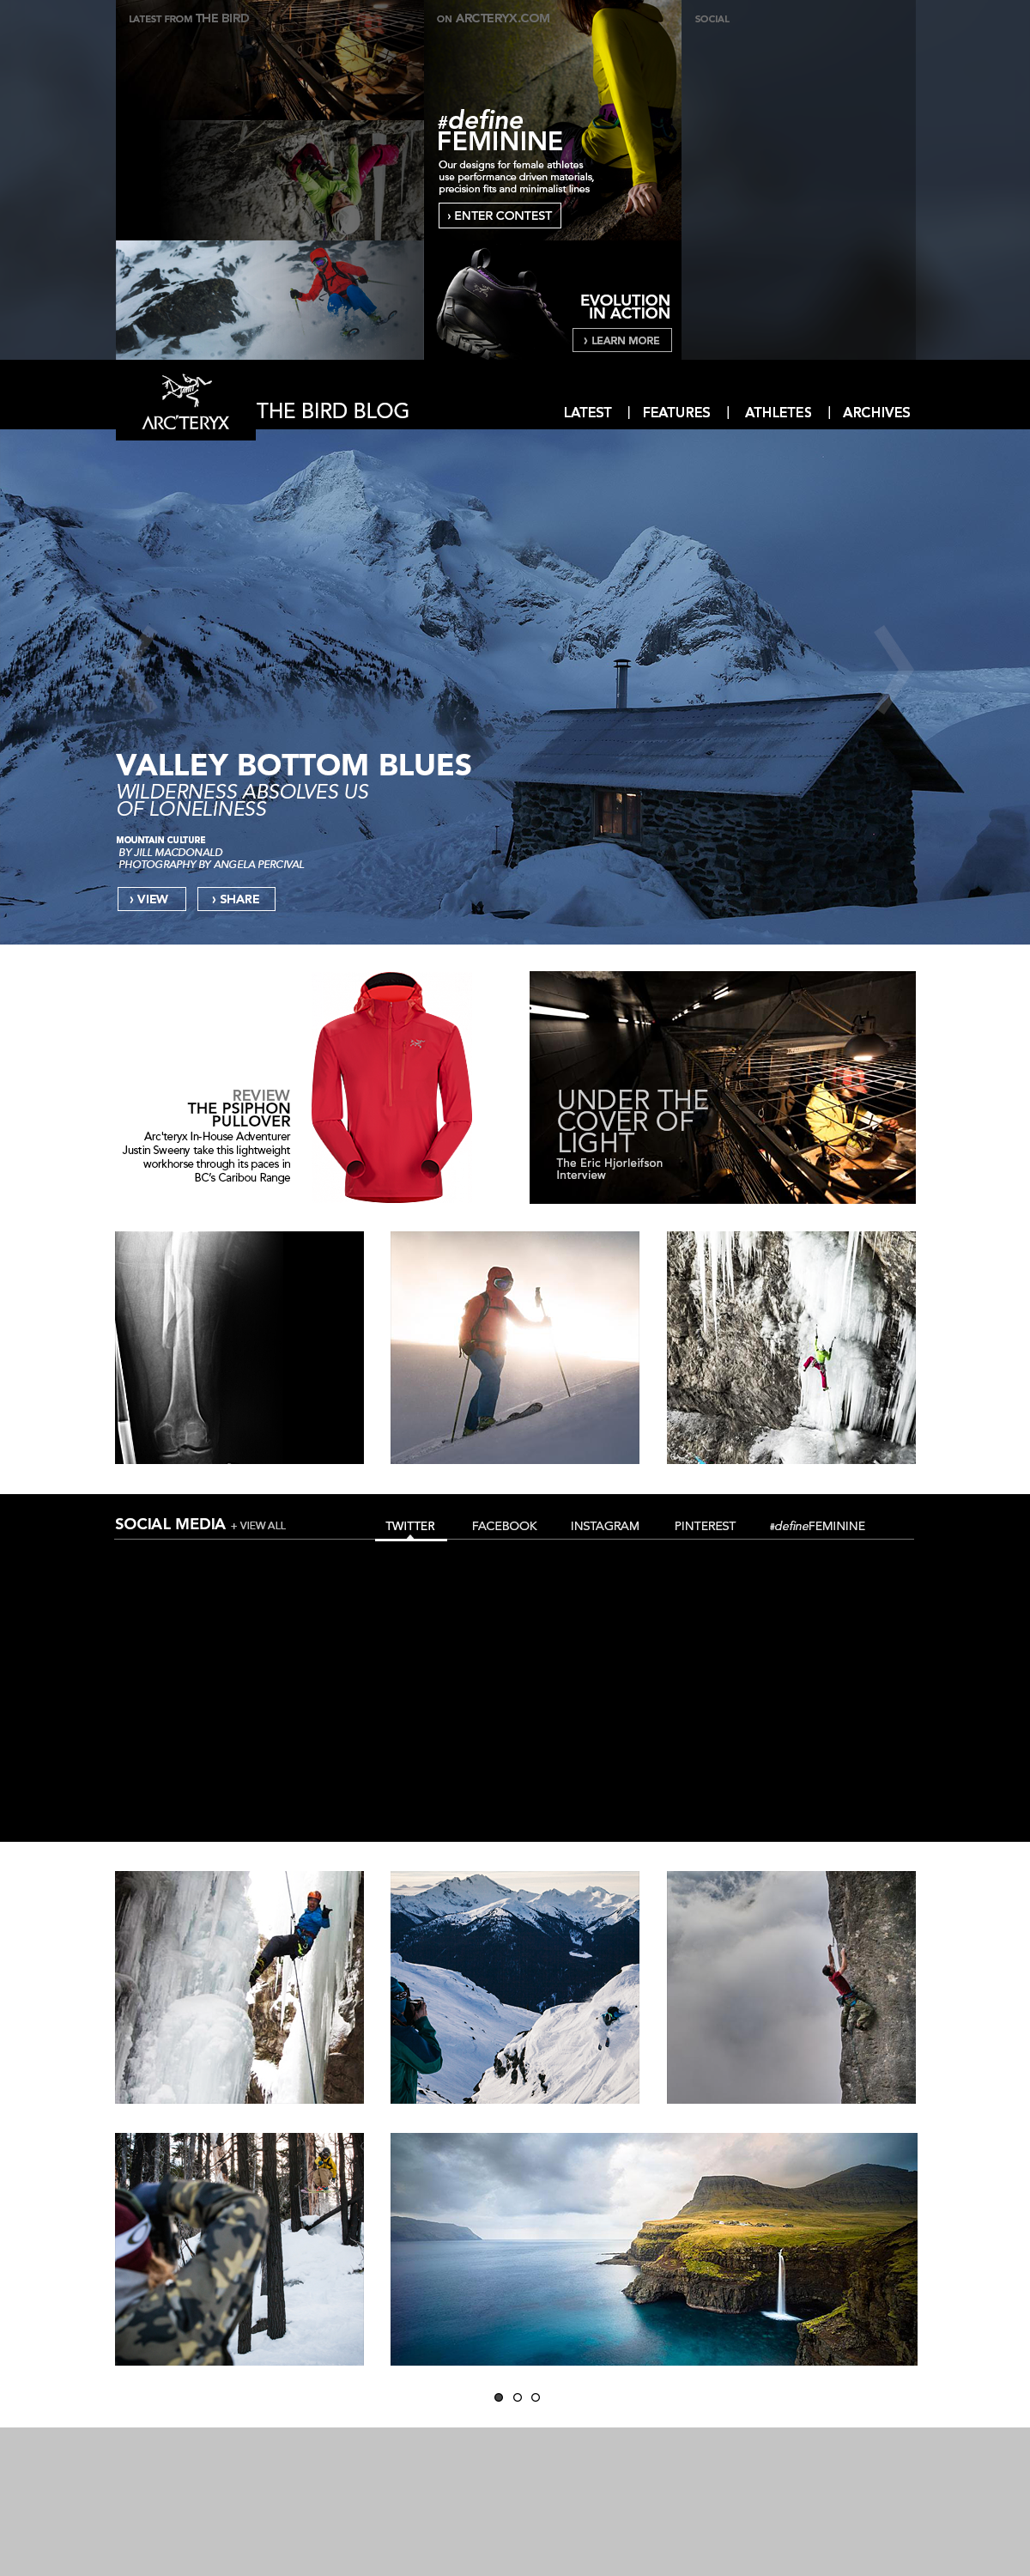 LATEST FROM THE BIRD
ON ARCTERYX.COM
SOCIAL
#define
FEMININE
Our designs for female athletes
use performance driven materials,
precision fits and minimalist lines
› ENTER CONTEST
EVOLUTION
IN ACTION
› LEARN MORE
ARC'TERYX
THE BIRD BLOG
LATEST | FEATURES | ATHLETES | ARCHIVES
VALLEY BOTTOM BLUES
WILDERNESS ABSOLVES US
OF LONELINESS
MOUNTAIN CULTURE
BY JILL MACDONALD
PHOTOGRAPHY BY ANGELA PERCIVAL
› VIEW
› SHARE
REVIEW
THE PSIPHON
PULLOVER
Arc'teryx In-House Adventurer
Justin Sweeny take this lightweight
workhorse through its paces in
BC's Caribou Range
UNDER THE
COVER OF
LIGHT
The Eric Hjorleifson
Interview
SOCIAL MEDIA + VIEW ALL
TWITTER
FACEBOOK
INSTAGRAM
PINTEREST
#defineFEMININE